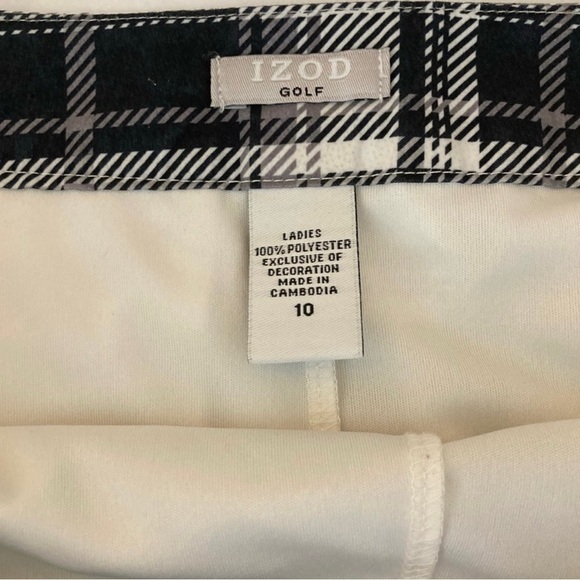 IZOD
GOLF
LADIES
100% POLYESTER
EXCLUSIVE OF
DECORATION
MADE IN
CAMBODIA
10